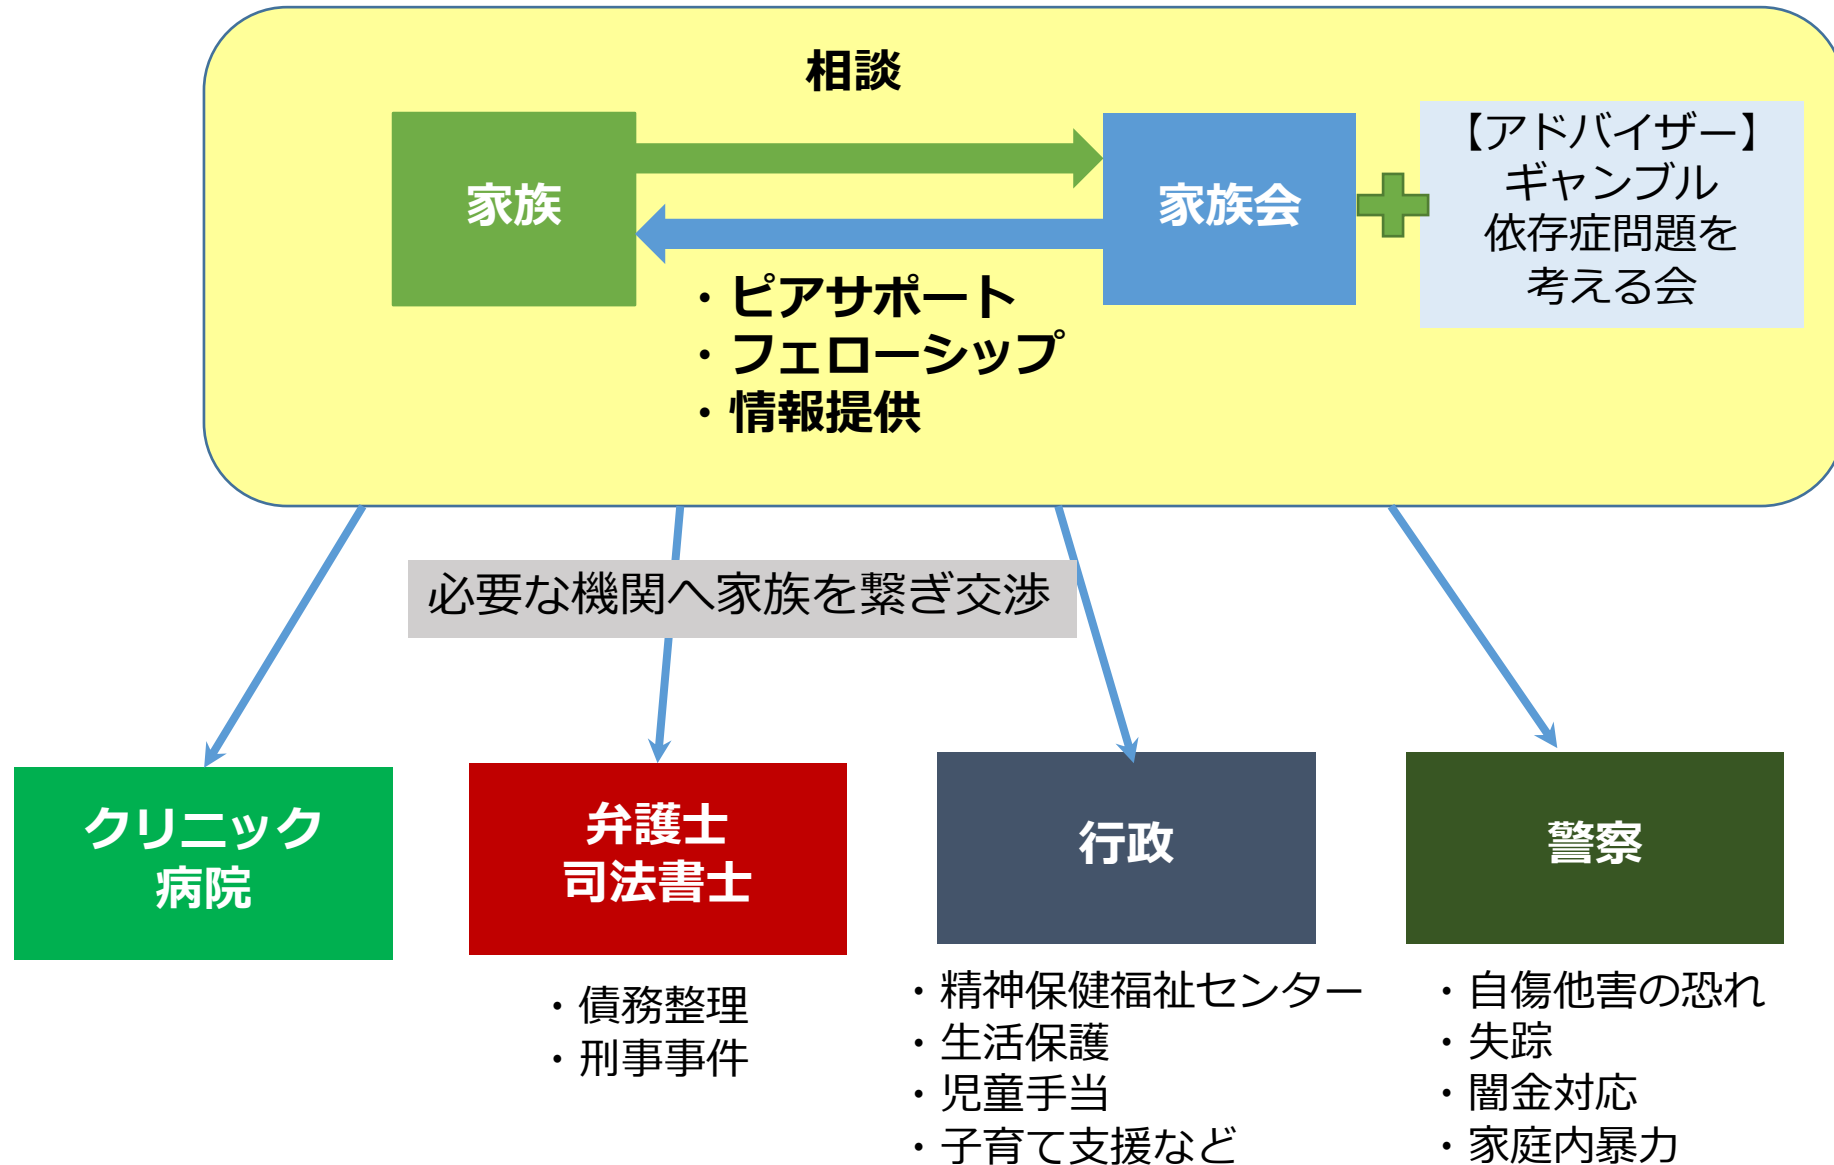 相談
家族
家族会
【アドバイザー】
ギャンブル
依存症問題を
考える会
・ピアサポート
・フェローシップ
・情報提供
必要な機関へ家族を繋ぎ交渉
クリニック
病院
弁護士
司法書士
行政
警察
・債務整理
・刑事事件
・精神保健福祉センター
・生活保護
・児童手当
・子育て支援など
・自傷他害の恐れ
・失踪
・闇金対応
・家庭内暴力